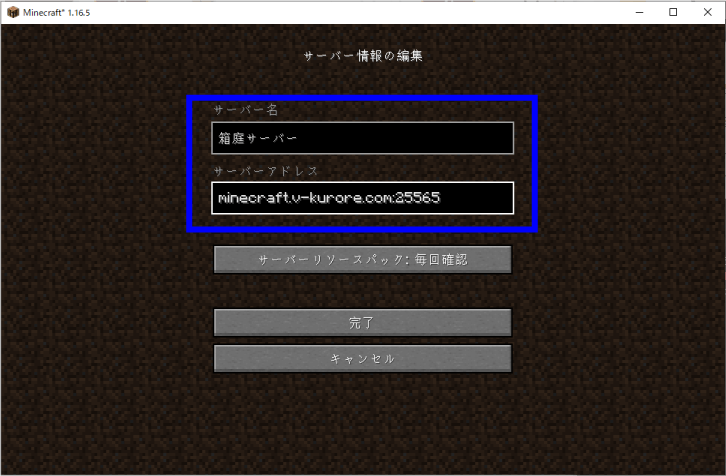 Minecraft* 1.16.5
サーバー情報の編集
サーバー名
箱庭サーバー
サーバーアドレス
minecraft.v-kurore.com:25565
サーバーリソースパック: 毎回確認
完了
キャンセル